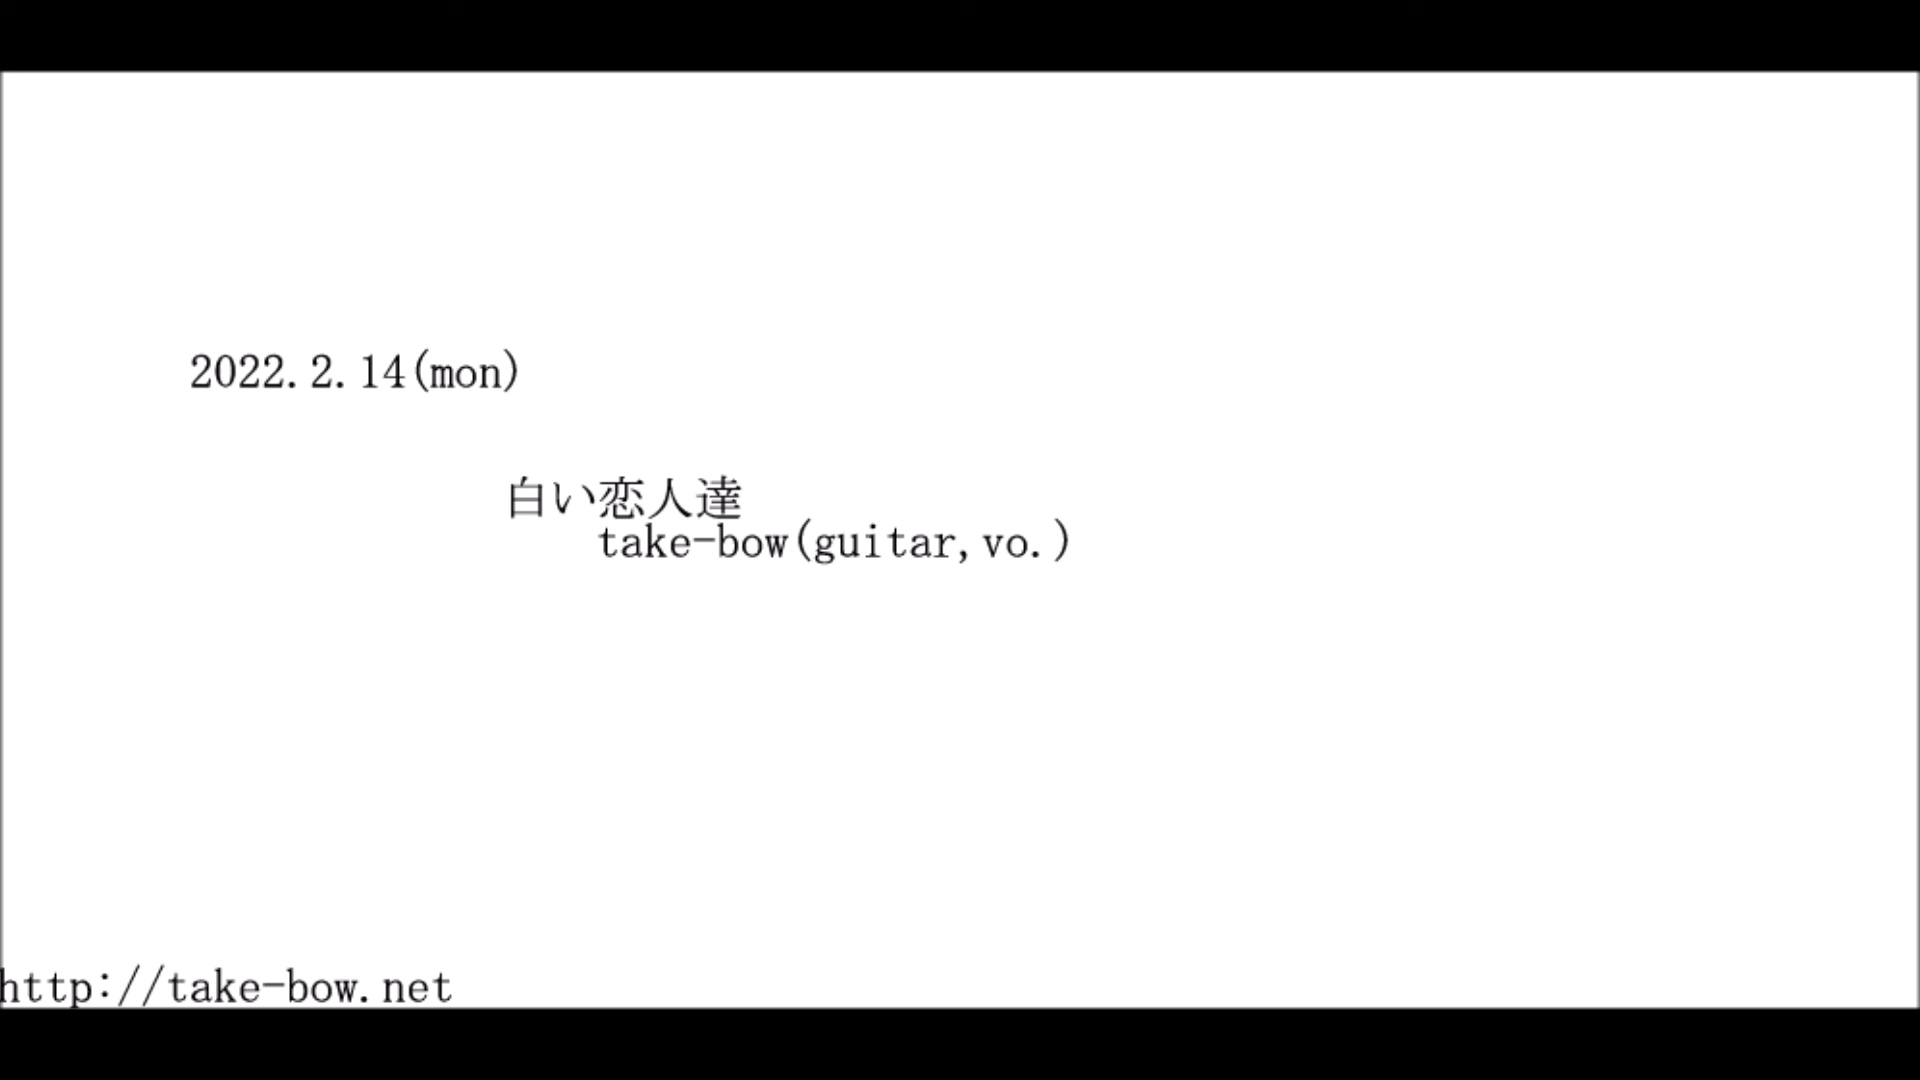 2022.2.14(mon)
白い恋人達
take-bow(guitar,vo.)
http://take-bow.net